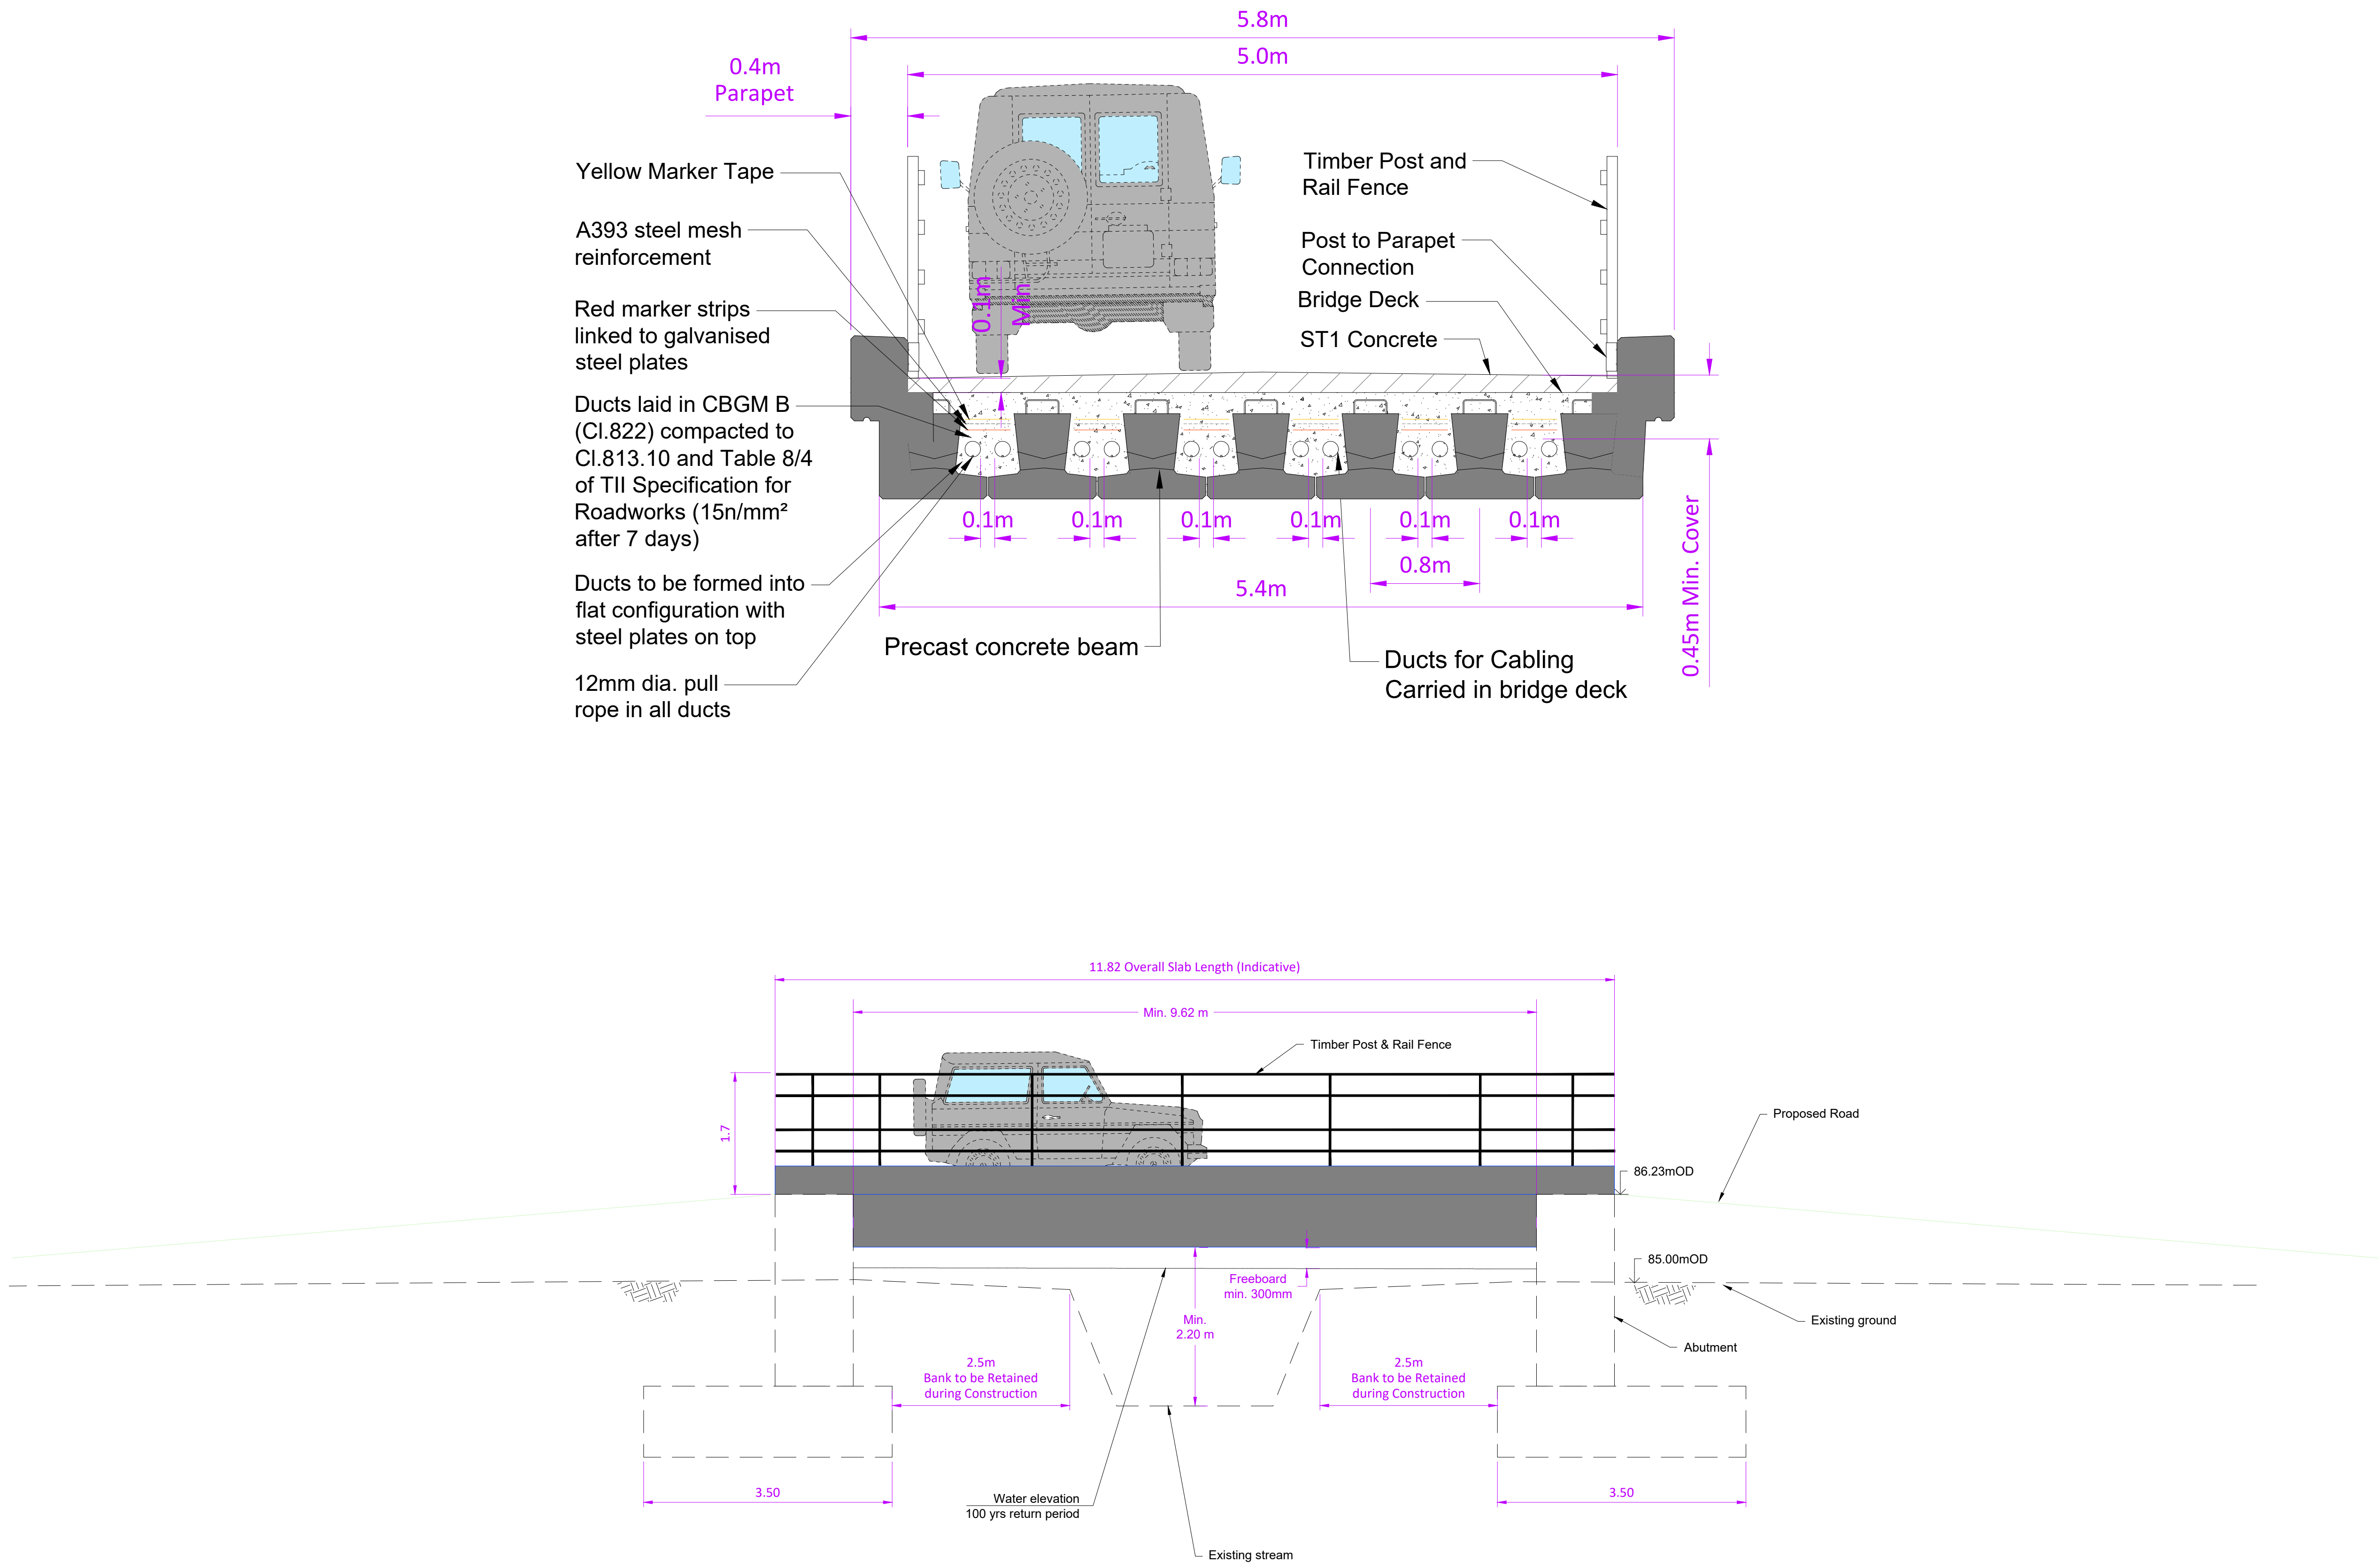 5.8m
5.0m
0.4m
Parapet
Yellow Marker Tape
A393 steel mesh
reinforcement
Red marker strips
linked to galvanised
steel plates
Ducts laid in CBGM B
(Cl.822) compacted to
Cl.813.10 and Table 8/4
of TII Specification for
Roadworks (15n/mm²
after 7 days)
Ducts to be formed into
flat configuration with
steel plates on top
12mm dia. pull
rope in all ducts
0.1m
Min
Timber Post and
Rail Fence
Post to Parapet
Connection
Bridge Deck
ST1 Concrete
0.1m
0.1m
0.1m
0.1m
0.1m
0.1m
0.8m
5.4m
0.45m Min. Cover
Precast concrete beam
Ducts for Cabling
Carried in bridge deck
11.82 Overall Slab Length (Indicative)
Min. 9.62 m
Timber Post & Rail Fence
1.7
Proposed Road
86.23mOD
85.00mOD
Freeboard
min. 300mm
Min.
2.20 m
Existing ground
Abutment
2.5m
Bank to be Retained
during Construction
2.5m
Bank to be Retained
during Construction
3.50
3.50
Water elevation
100 yrs return period
Existing stream